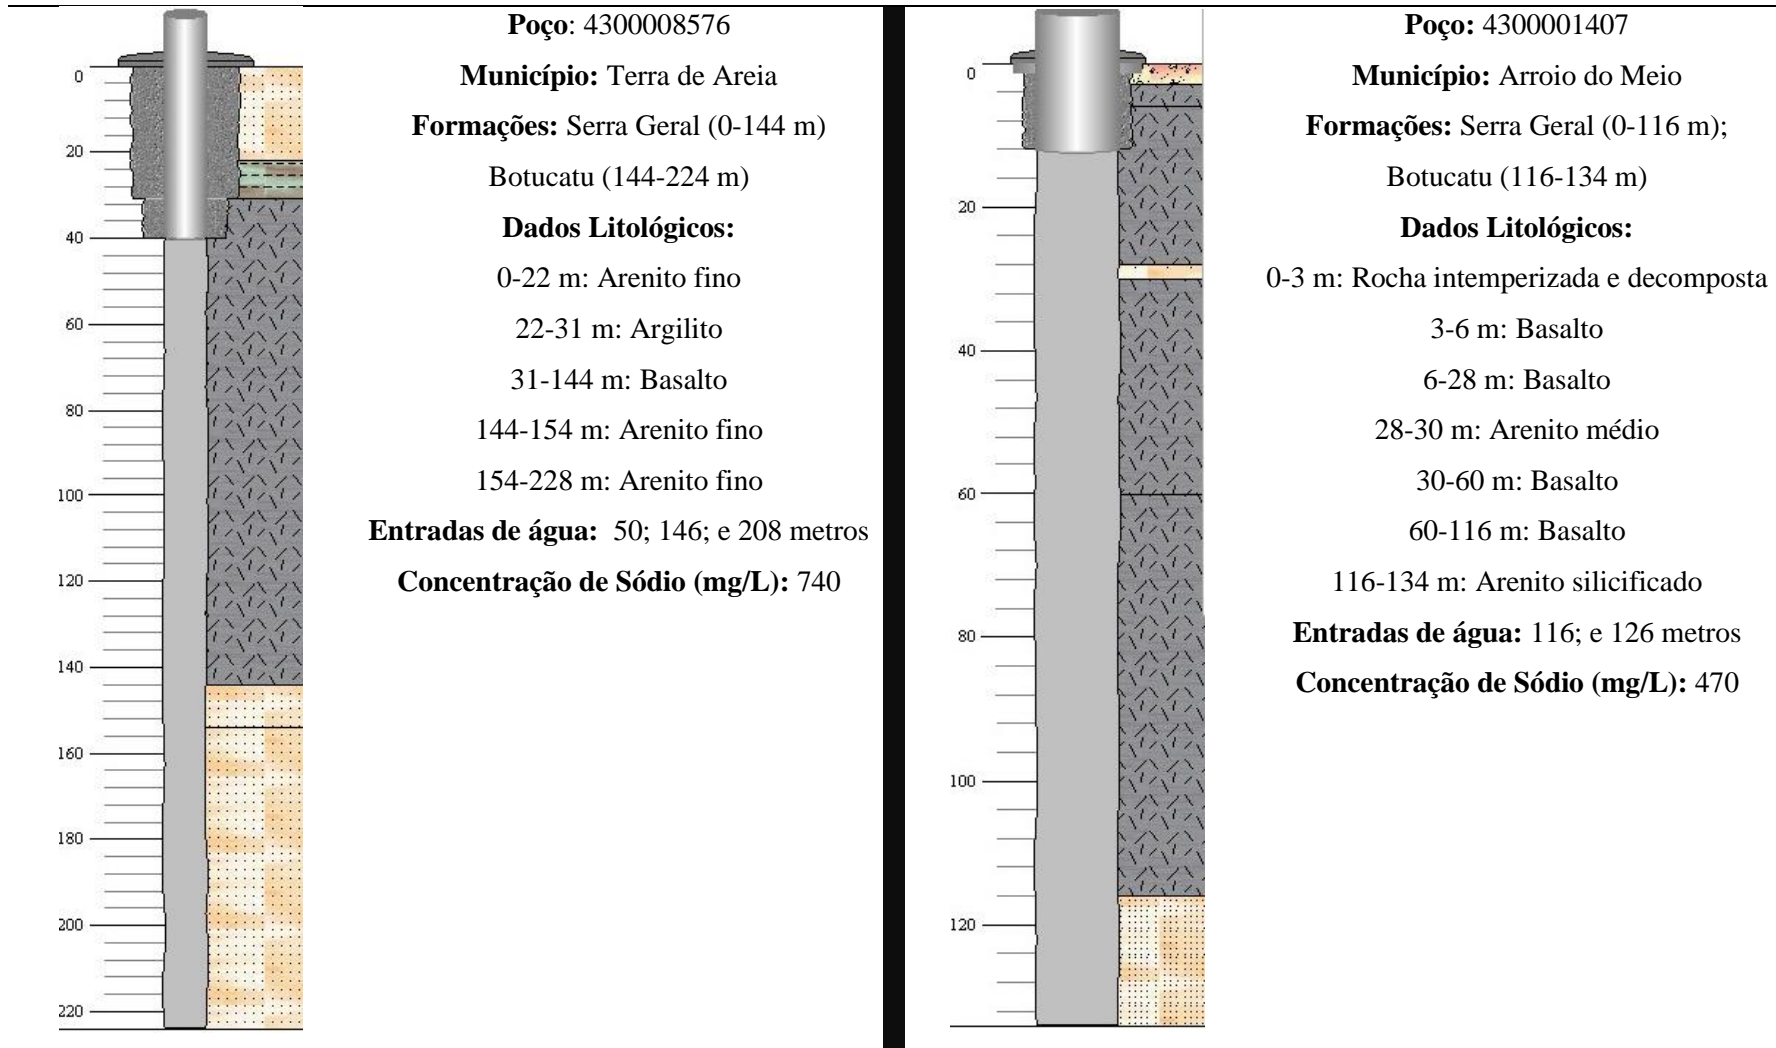 0
20
40
60
80
100
120
140
160
180
200
220
Poço: 4300008576
Município: Terra de Areia
Formações: Serra Geral (0-144 m)
Botucatu (144-224 m)
Dados Litológicos:
0-22 m: Arenito fino
22-31 m: Argilito
31-144 m: Basalto
144-154 m: Arenito fino
154-228 m: Arenito fino
Entradas de água: 50; 146; e 208 metros
Concentração de Sódio (mg/L): 740
0
20
40
60
80
100
120
Poço: 4300001407
Município: Arroio do Meio
Formações: Serra Geral (0-116 m);
Botucatu (116-134 m)
Dados Litológicos:
0-3 m: Rocha intemperizada e decomposta
3-6 m: Basalto
6-28 m: Basalto
28-30 m: Arenito médio
30-60 m: Basalto
60-116 m: Basalto
116-134 m: Arenito silicificado
Entradas de água: 116; e 126 metros
Concentração de Sódio (mg/L): 470